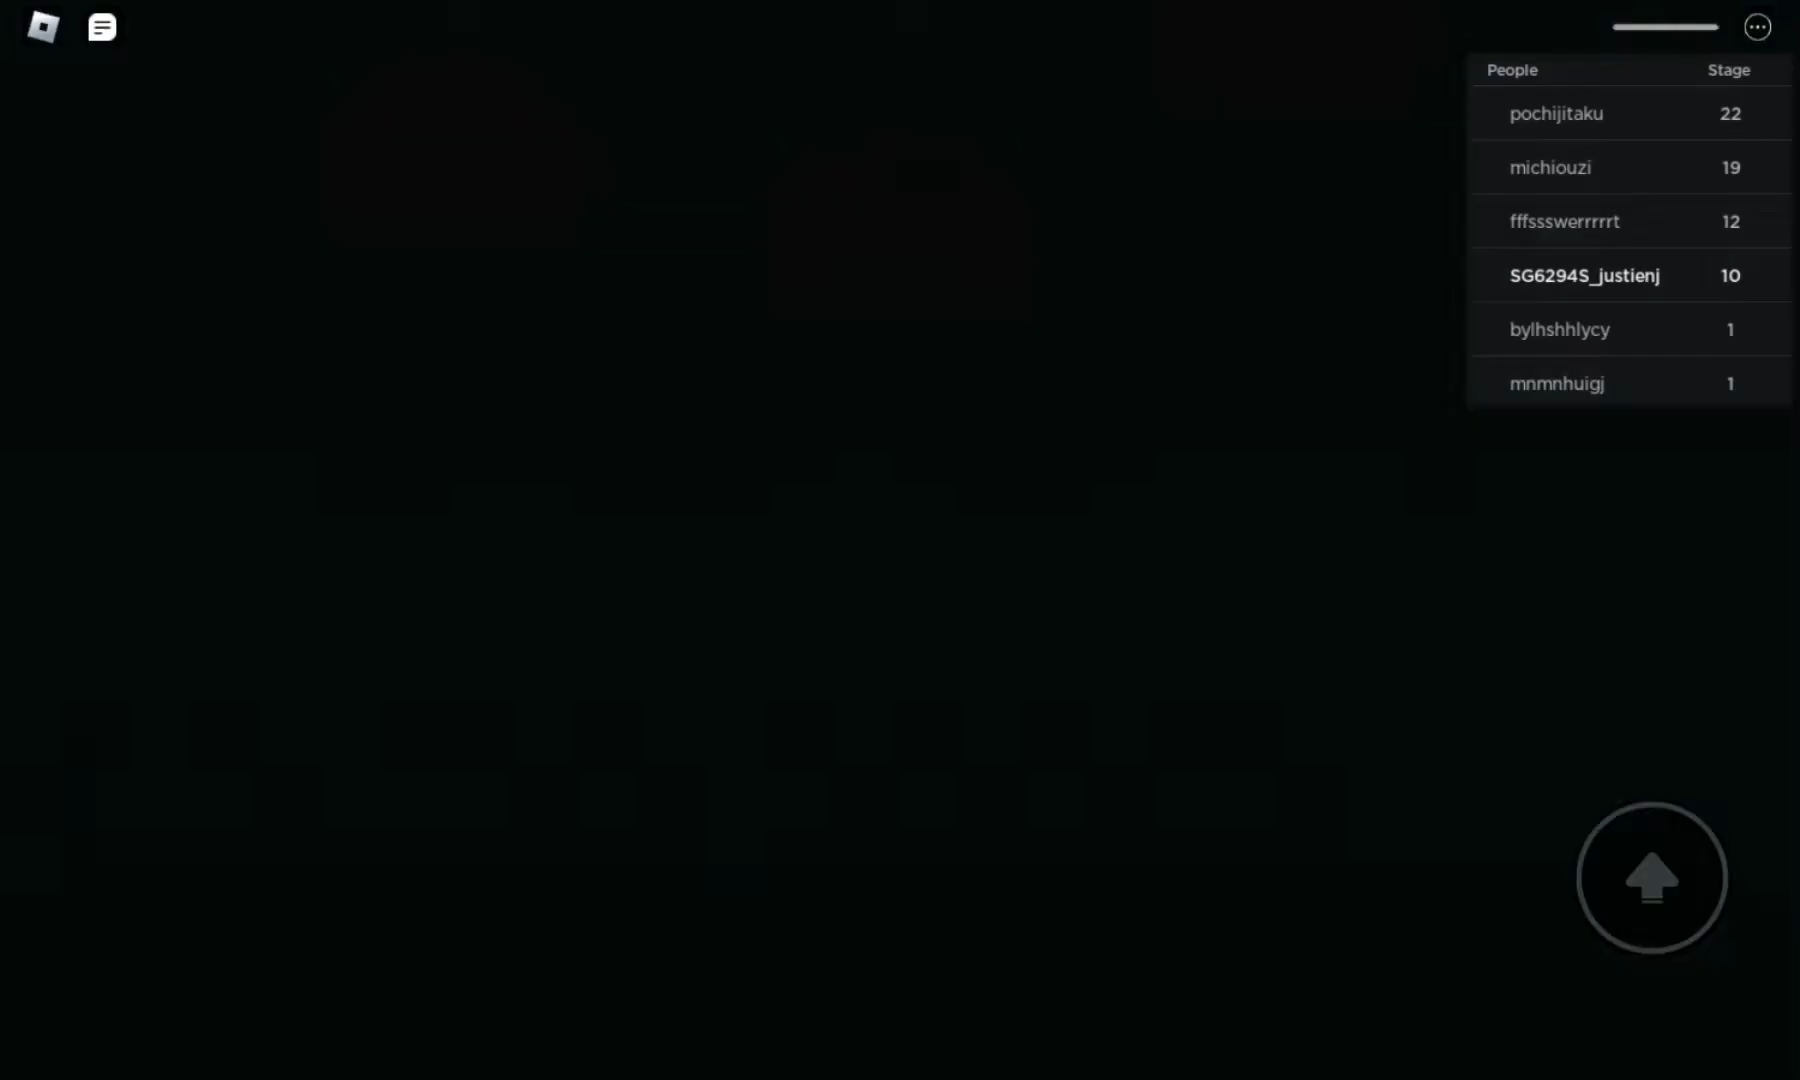 People Stage
pochijitaku 22
michiouzi 19
fffssswerrrrrt 12
SG6294S_justienj 10
bylhshhlycy 1
mnmnhuigj 1